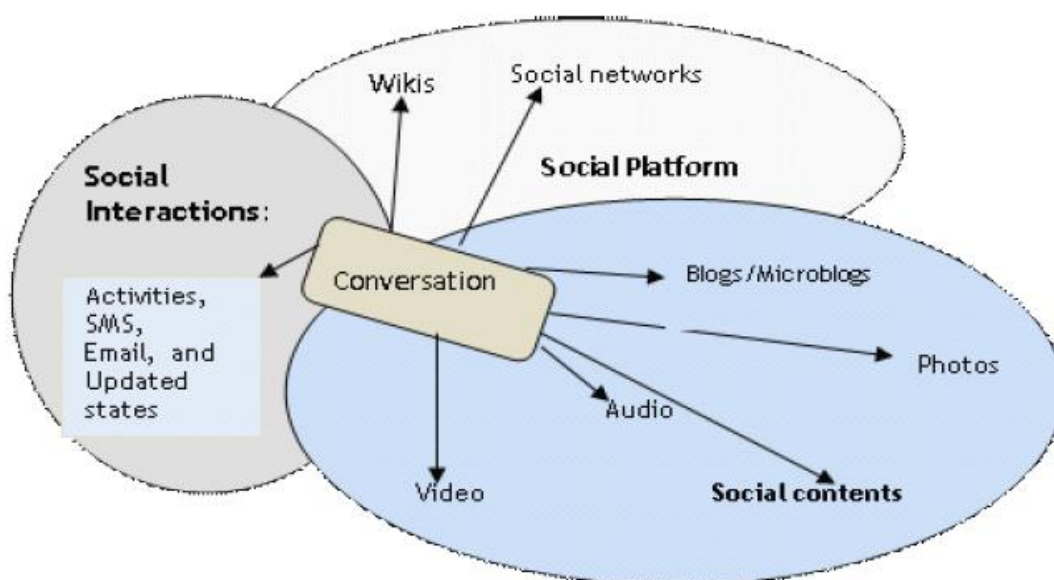 Wikis
Social networks
Social Platform
Social
Interactions:
Conversation
Activities,
SMS,
Email, and
Updated
states
Blogs/Microblogs
Photos
Audio
Video
Social contents